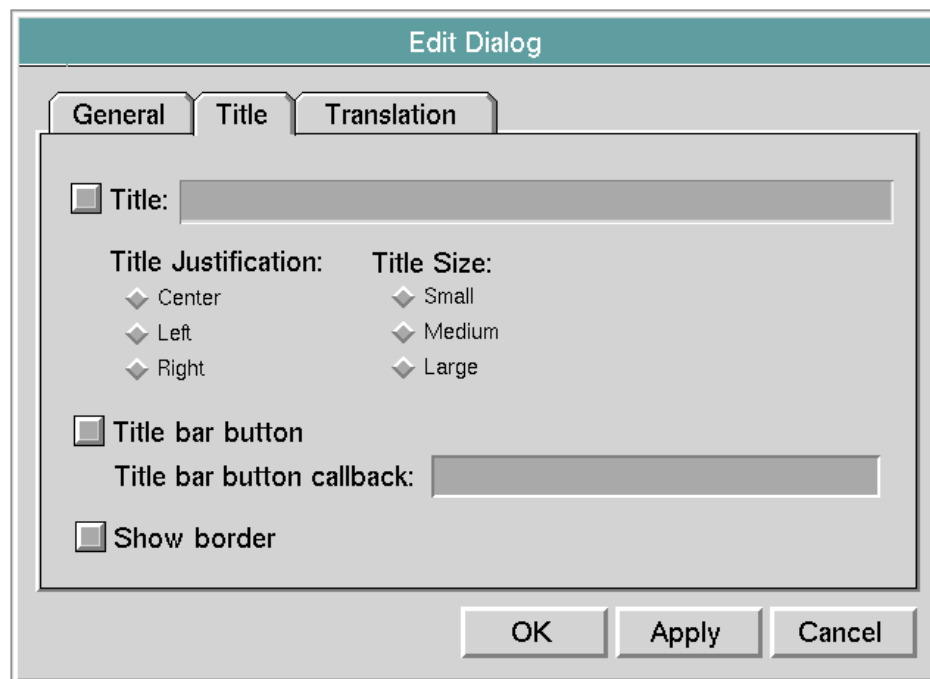 Edit Dialog
General Title Translation
Title:
Title Justification: Title Size:
Center Small
Left Medium
Right Large
Title bar button
Title bar button callback:
Show border
OK Apply Cancel